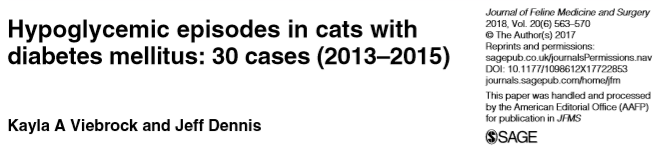 Hypoglycemic episodes in cats with
diabetes mellitus: 30 cases (2013–2015)
Kayla A Viebrock and Jeff Dennis
Journal of Feline Medicine and Surgery
2018, Vol. 20(6) 563–570
© The Author(s) 2017
Reprints and permissions:
sagepub.co.uk/journalsPermissions.nav
DOI: 10.1177/1098612X17722853
journals.sagepub.com/home/jfm
This paper was handled and processed
by the American Editorial Office (AAFP)
for publication in JFMS
SAGE